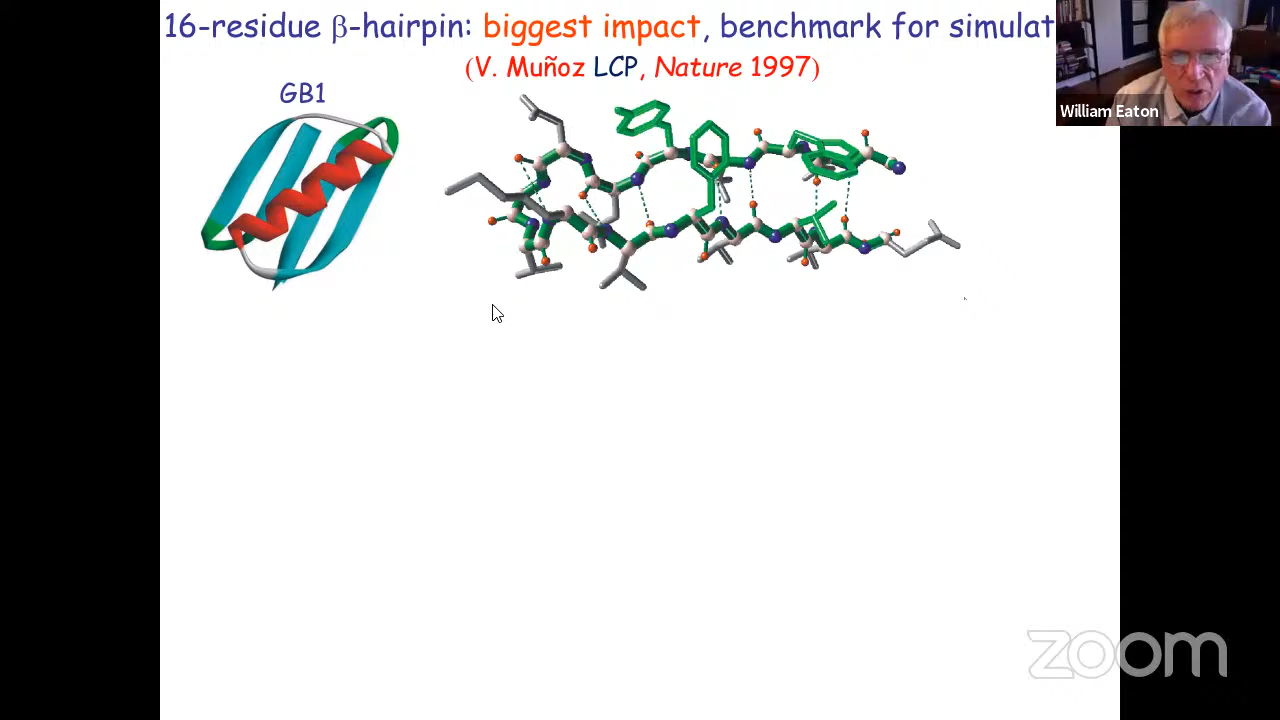 16-residue β-hairpin: biggest impact, benchmark for simulat
(V. Muñoz LCP, Nature 1997)
GB1
William Eaton
zoom